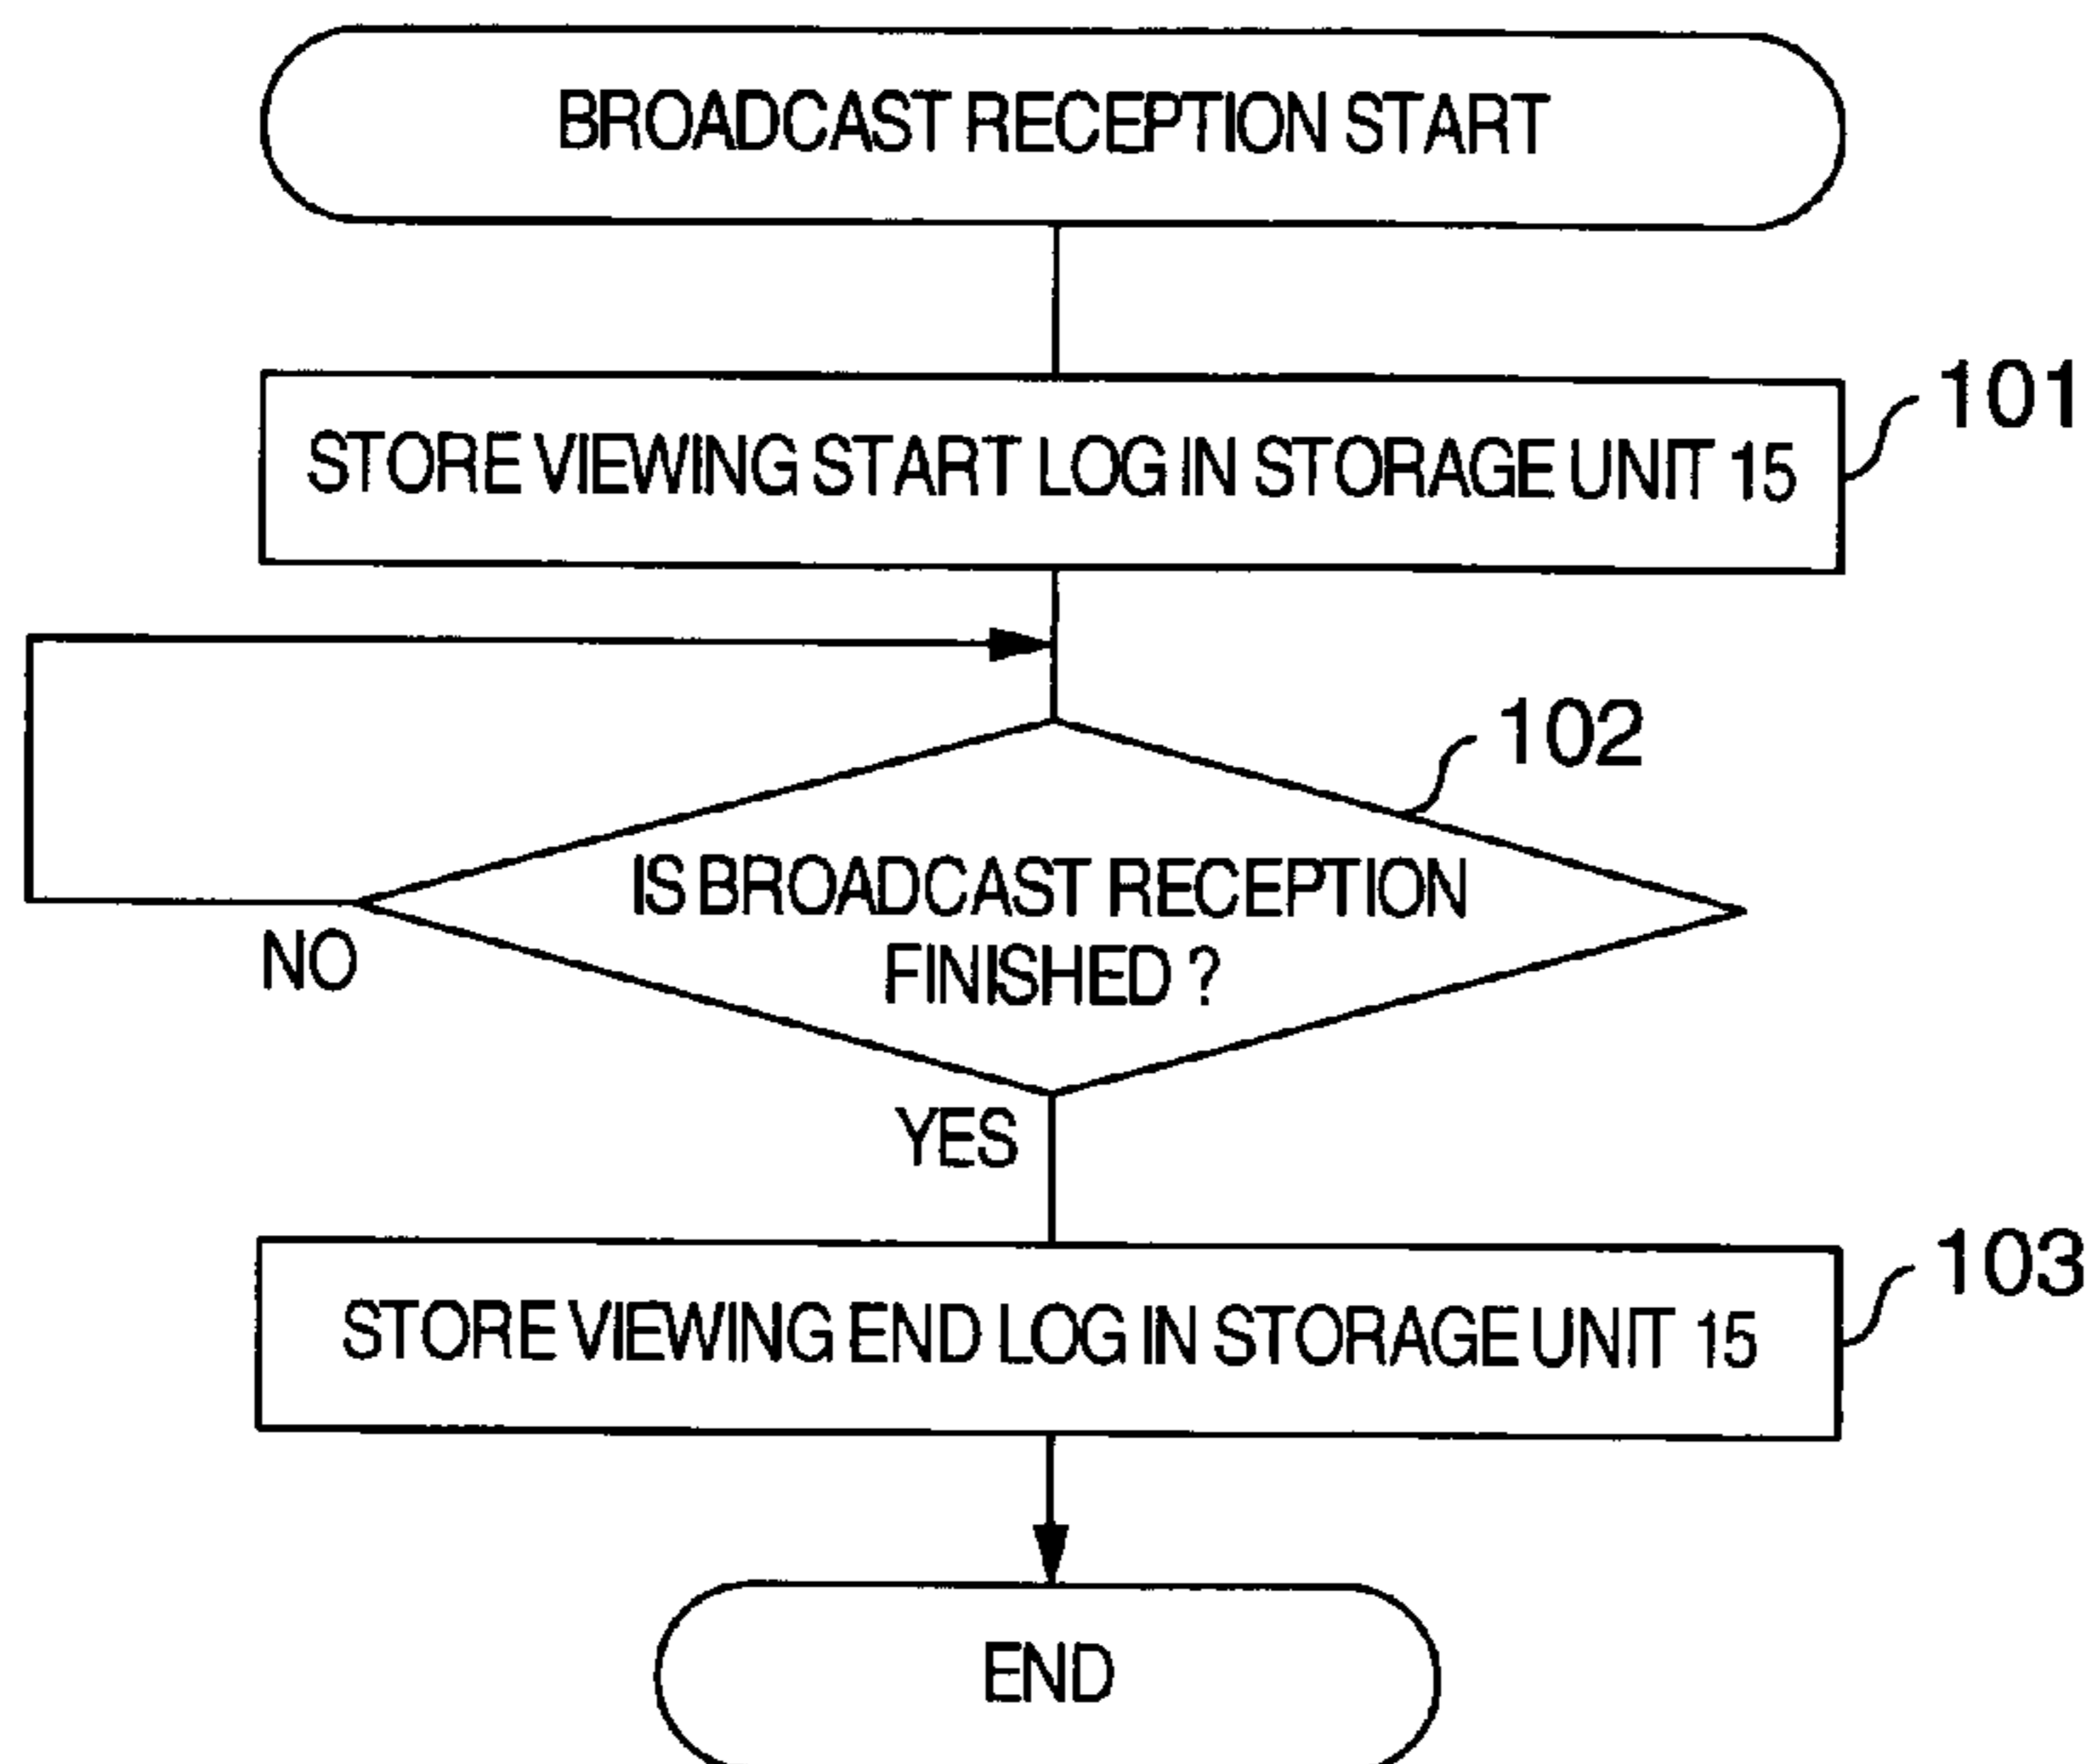 BROADCAST RECEPTION START
STORE VIEWING START LOG IN STORAGE UNIT 15
101
102
IS BROADCAST RECEPTION
FINISHED ?
NO
YES
STORE VIEWING END LOG IN STORAGE UNIT 15
103
END